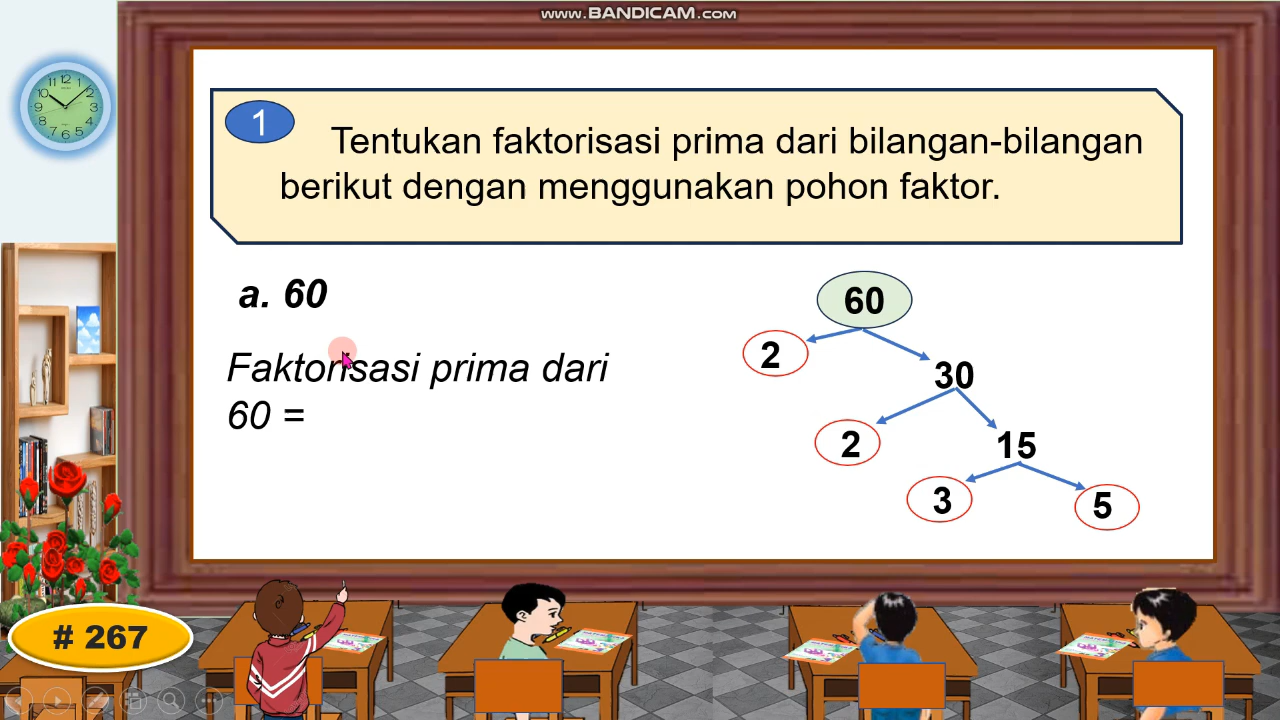 www.BANDICAM.com
1
Tentukan faktorisasi prima dari bilangan-bilangan
berikut dengan menggunakan pohon faktor.
a. 60
Faktorisasi prima dari
60 =
60
2
30
2
15
3
5
# 267